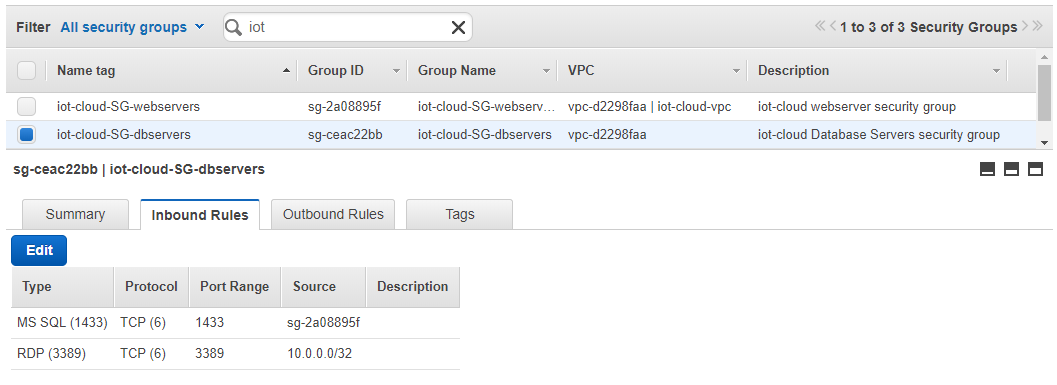 Filter All security groups iot 1 to 3 of 3 Security Groups
Name tag Group ID Group Name VPC Description
iot-cloud-SG-webservers sg-2a08895f iot-cloud-SG-webserv… vpc-d2298faa | iot-cloud-vpc iot-cloud webserver security group
iot-cloud-SG-dbservers sg-ceac22bb iot-cloud-SG-dbservers vpc-d2298faa iot-cloud Database Servers security group
sg-ceac22bb | iot-cloud-SG-dbservers
Summary Inbound Rules Outbound Rules Tags
Edit
Type Protocol Port Range Source Description
MS SQL (1433) TCP (6) 1433 sg-2a08895f
RDP (3389) TCP (6) 3389 10.0.0.0/32